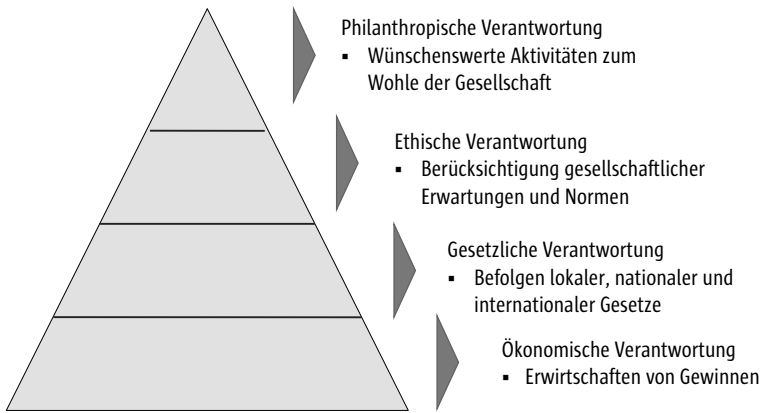 Philanthropische Verantwortung
▪ Wünschenswerte Aktivitäten zum
Wohle der Gesellschaft
Ethische Verantwortung
▪ Berücksichtigung gesellschaftlicher
Erwartungen und Normen
Gesetzliche Verantwortung
▪ Befolgen lokaler, nationaler und
internationaler Gesetze
Ökonomische Verantwortung
▪ Erwirtschaften von Gewinnen